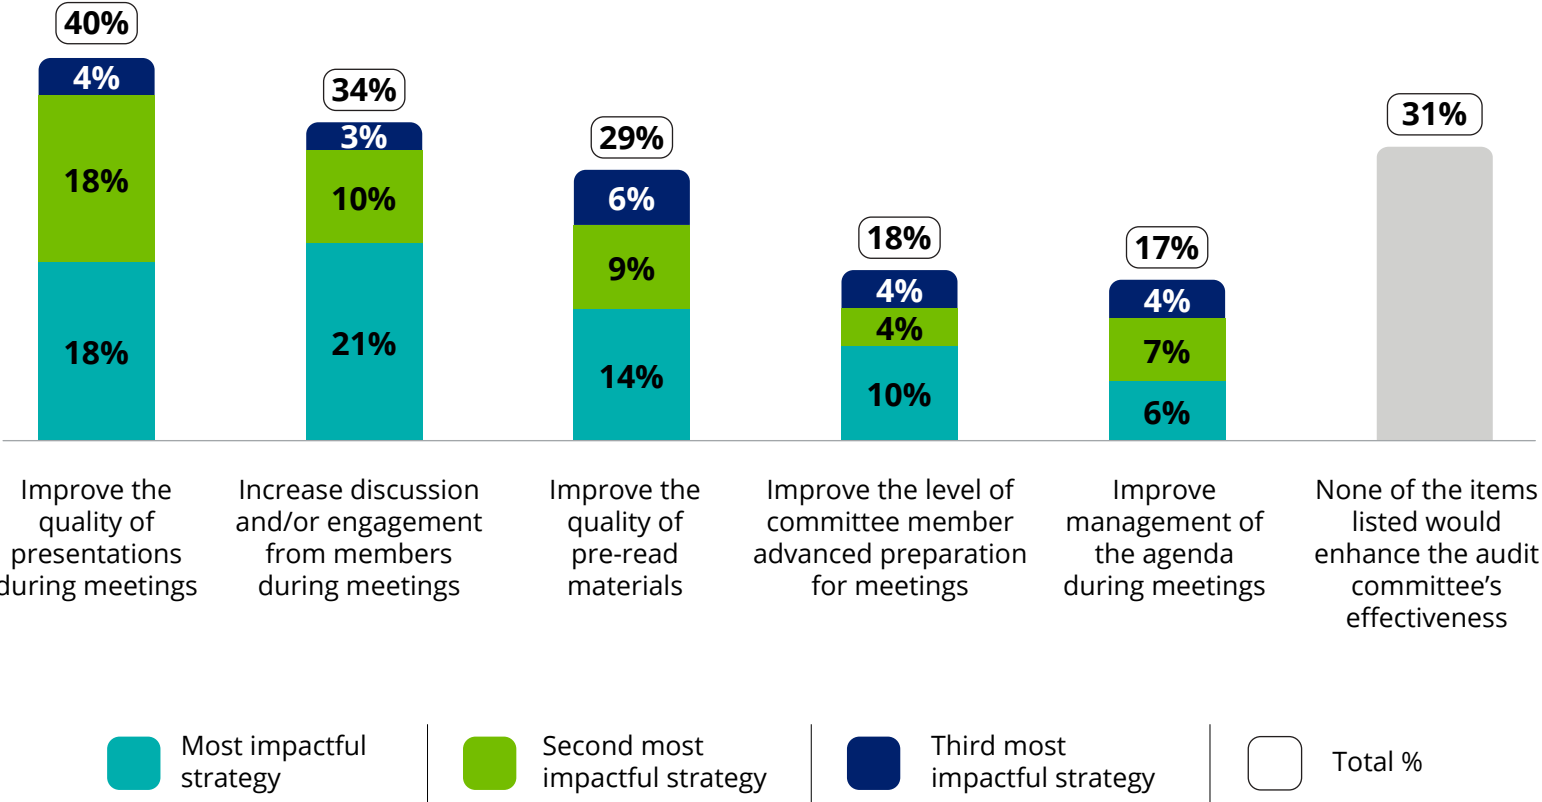 40%
4%
18%
18%
34%
3%
10%
21%
29%
6%
9%
14%
18%
4%
4%
10%
17%
4%
7%
6%
31%
Improve the
quality of
presentations
during meetings
Increase discussion
and/or engagement
from members
during meetings
Improve the
quality of
pre-read
materials
Improve the level of
committee member
advanced preparation
for meetings
Improve
management of
the agenda
during meetings
None of the items
listed would
enhance the audit
committee’s
effectiveness
Most impactful
strategy
Second most
impactful strategy
Third most
impactful strategy
Total %